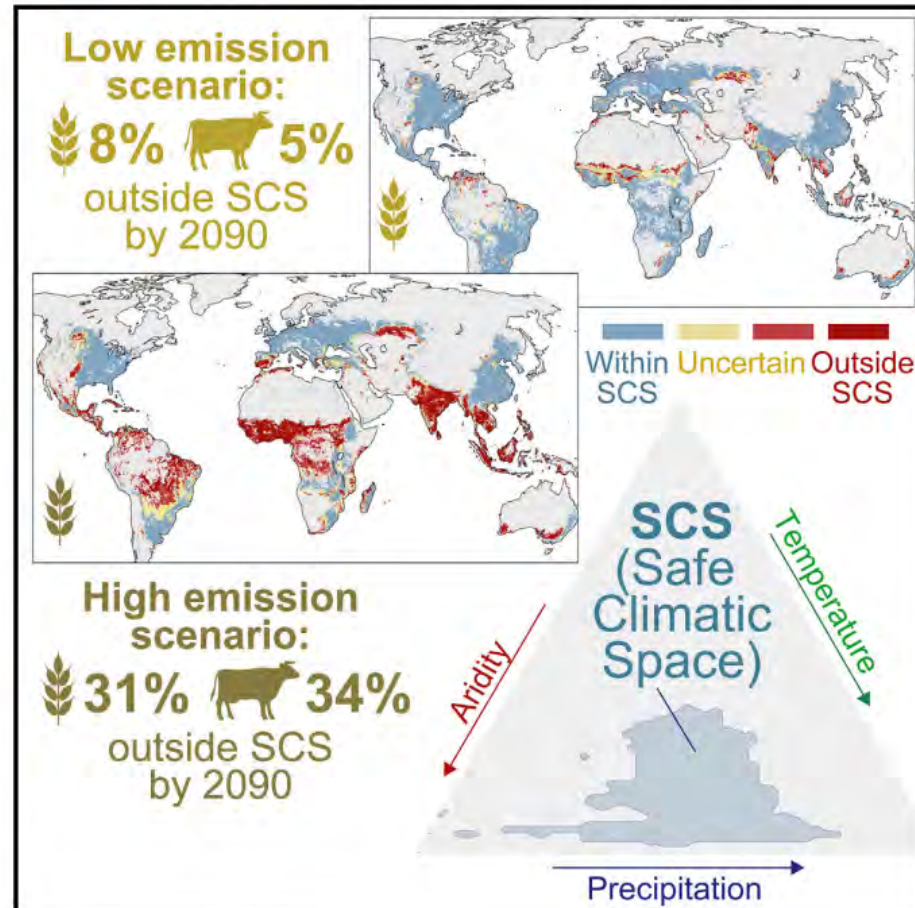 Low emission
scenario:
8% 5%
outside SCS
by 2090
Within
SCS
Uncertain
Outside
SCS
High emission
scenario:
31% 34%
outside SCS
by 2090
SCS
(Safe
Climatic
Space)
Aridity
Temperature
Precipitation